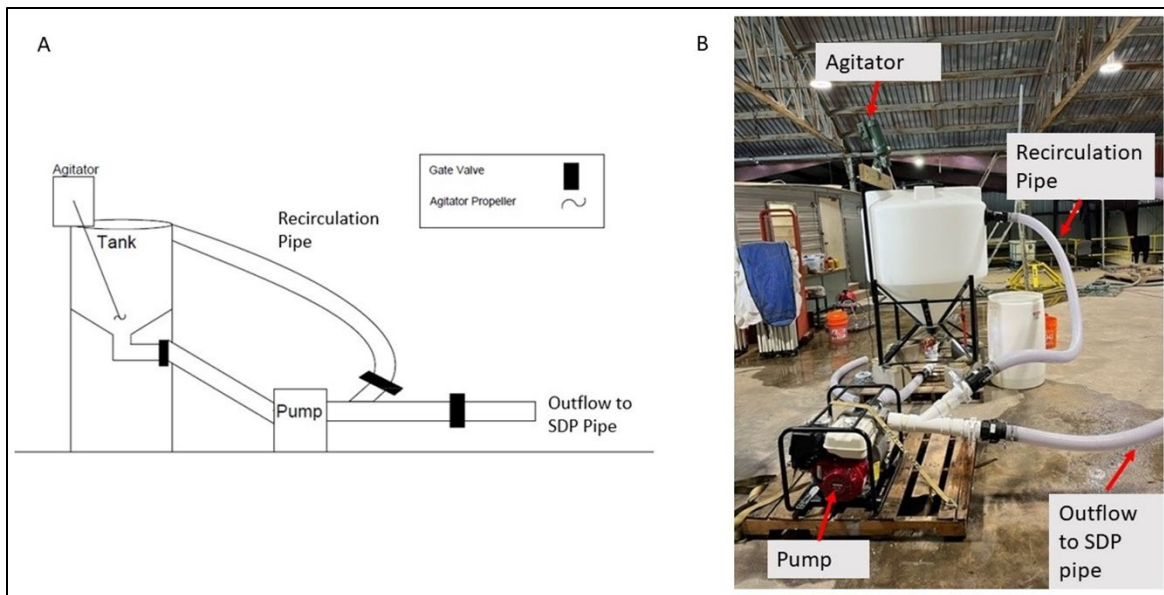 A
Agitator
Tank
Recirculation
Pipe
Gate Valve
Agitator Propeller
Pump
Outflow to
SDP Pipe
B
Agitator
Recirculation
Pipe
Pump
Outflow
to SDP
pipe